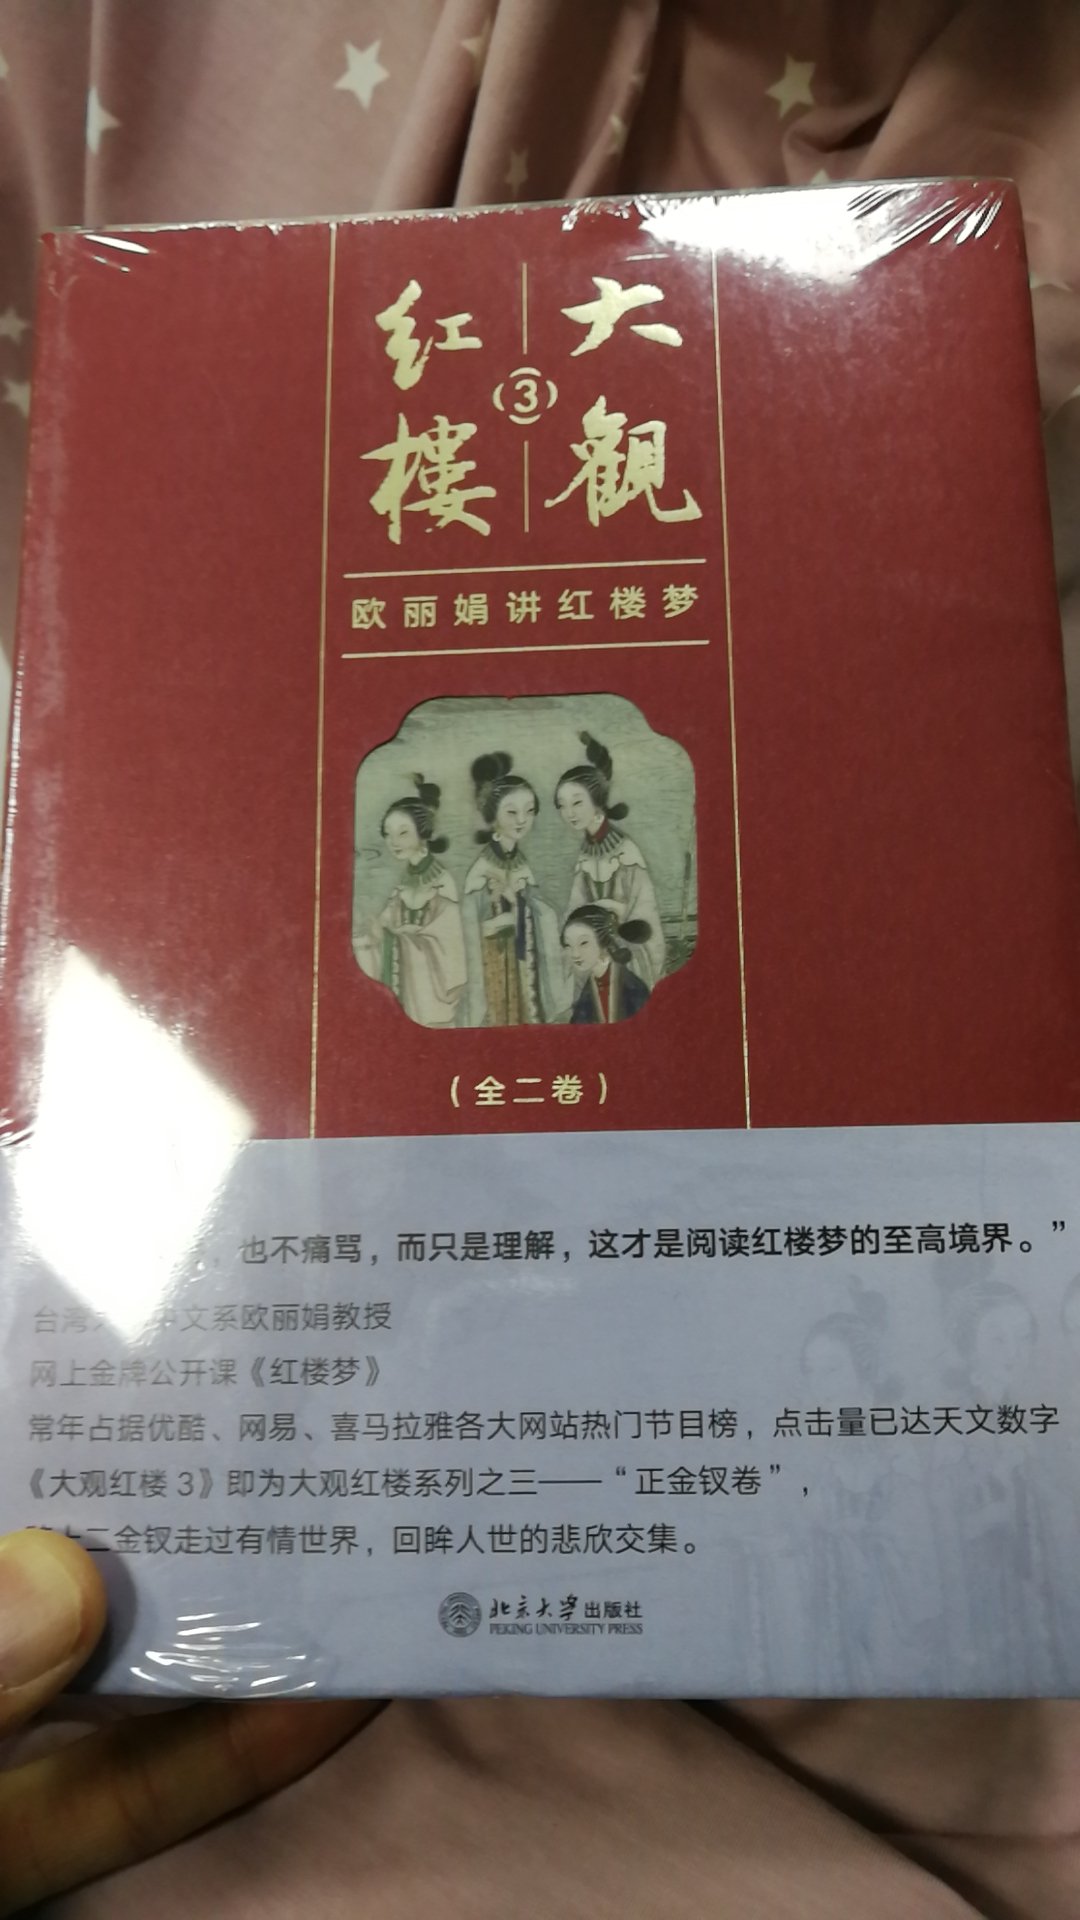 大觀
紅樓
(3)
欧丽娟讲红楼梦
(全二卷)
，也不痛骂，而只是理解，这才是阅读红楼梦的至高境界。”
台湾 中文系欧丽娟教授
网上金牌公开课《红楼梦》
常年占据优酷、网易、喜马拉雅各大网站热门节目榜，点击量已达天文数字
《大观红楼 3》即为大观红楼系列之三——“正金钗卷”，
二金钗走过有情世界，回眸人世的悲欣交集。
北京大学出版社
PEKING UNIVERSITY PRESS